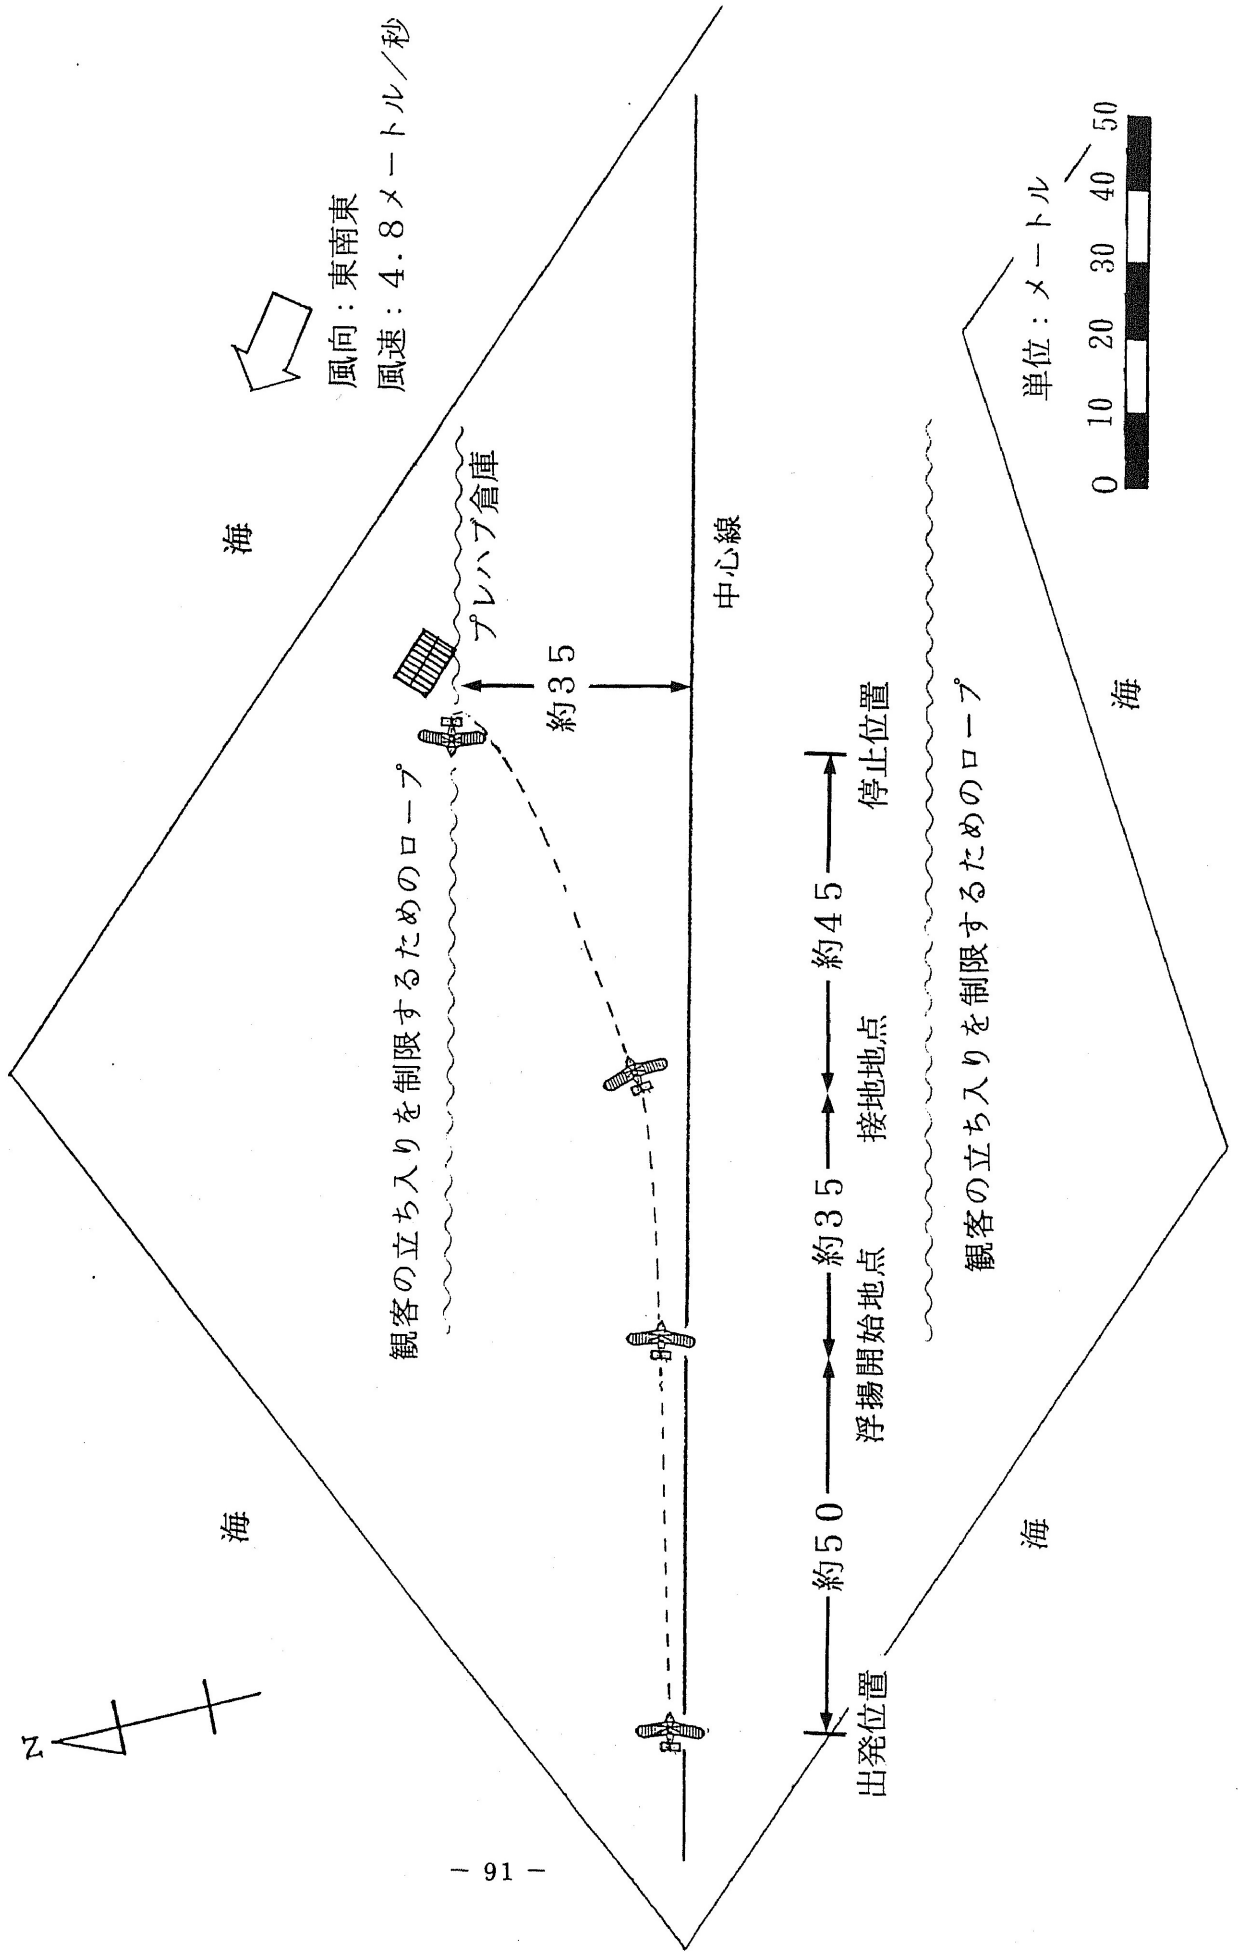 N
海
海
風向：東南東
風速：4.8メートル／秒
観客の立ち入りを制限するためのロープ
プレハブ倉庫
約35
中心線
約50
約35
約45
出発位置
浮揚開始地点
接地地点
停止位置
観客の立ち入りを制限するためのロープ
海
海
単位：メートル
0 10 20 30 40 50
－ 91 －